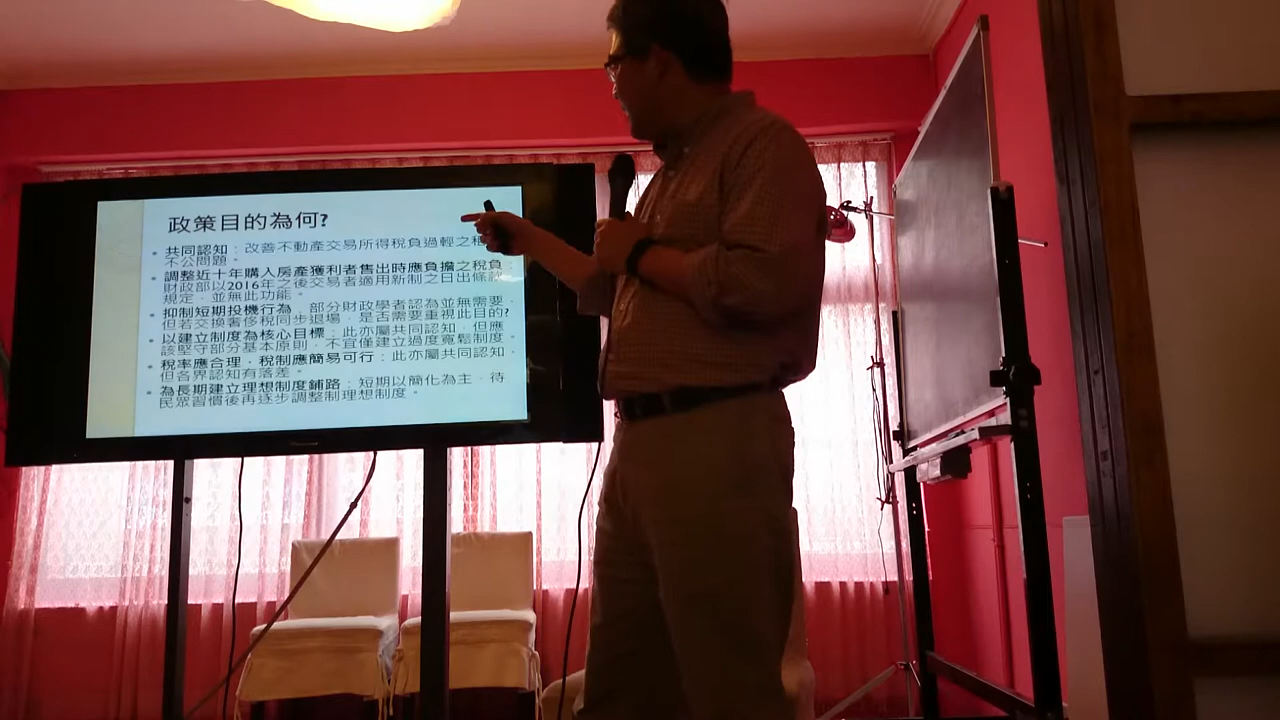 政策目的為何?
共同認知：改善不動產交易所得稅負過輕之
不公問題。
調整近十年購入房產獲利者售出時應負擔之稅負：
財政部以2016年之後交易者適用新制之日出條款
規定，並無此功能。
抑制短期投機行為：部分財政學者認為並無需要，
但若交換奢侈稅同步退場，是否需要重視此目的?
以建立制度為核心目標：此亦屬共同認知，但應
該堅守部分基本原則，不宜僅建立過度寬鬆制度。
稅率應合理，稅制應簡易可行：此亦屬共同認知，
但各界認知有落差。
為長期建立理想制度鋪路：短期以簡化為主，待
民眾習慣後再逐步調整制理想制度。